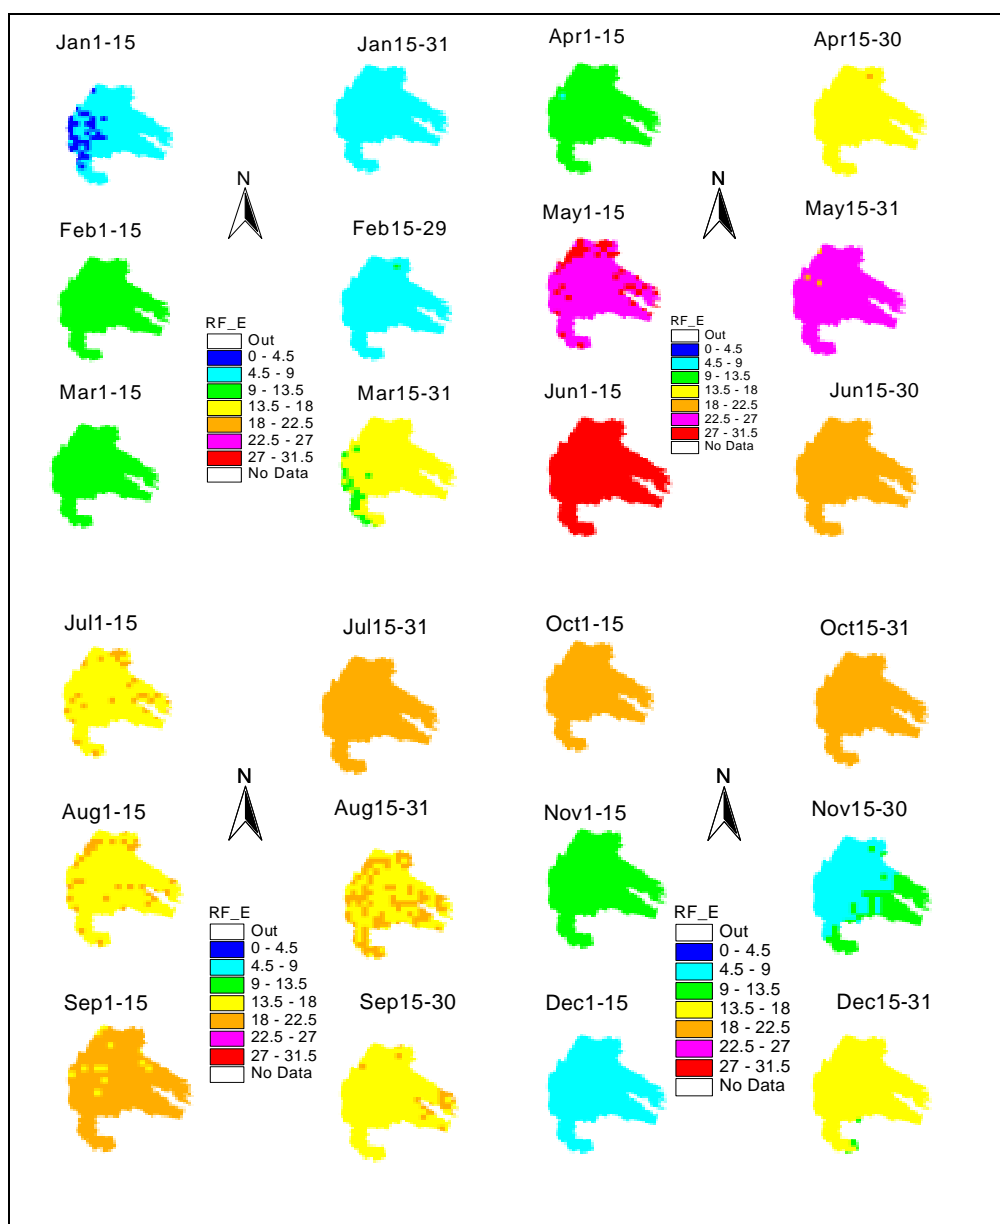 Jan1-15
Jan15-31
Apr1-15
Apr15-30
N
N
Feb1-15
Feb15-29
May1-15
May15-31
RF_E
Out
0 - 4.5
4.5 - 9
9 - 13.5
13.5 - 18
18 - 22.5
22.5 - 27
27 - 31.5
No Data
RF_E
Out
0 - 4.5
4.5 - 9
9 - 13.5
13.5 - 18
18 - 22.5
22.5 - 27
27 - 31.5
No Data
Mar1-15
Mar15-31
Jun1-15
Jun15-30
Jul1-15
Jul15-31
Oct1-15
Oct15-31
N
N
Aug1-15
Aug15-31
Nov1-15
Nov15-30
RF_E
Out
0 - 4.5
4.5 - 9
9 - 13.5
13.5 - 18
18 - 22.5
22.5 - 27
27 - 31.5
No Data
RF_E
Out
0 - 4.5
4.5 - 9
9 - 13.5
13.5 - 18
18 - 22.5
22.5 - 27
27 - 31.5
No Data
Sep1-15
Sep15-30
Dec1-15
Dec15-31